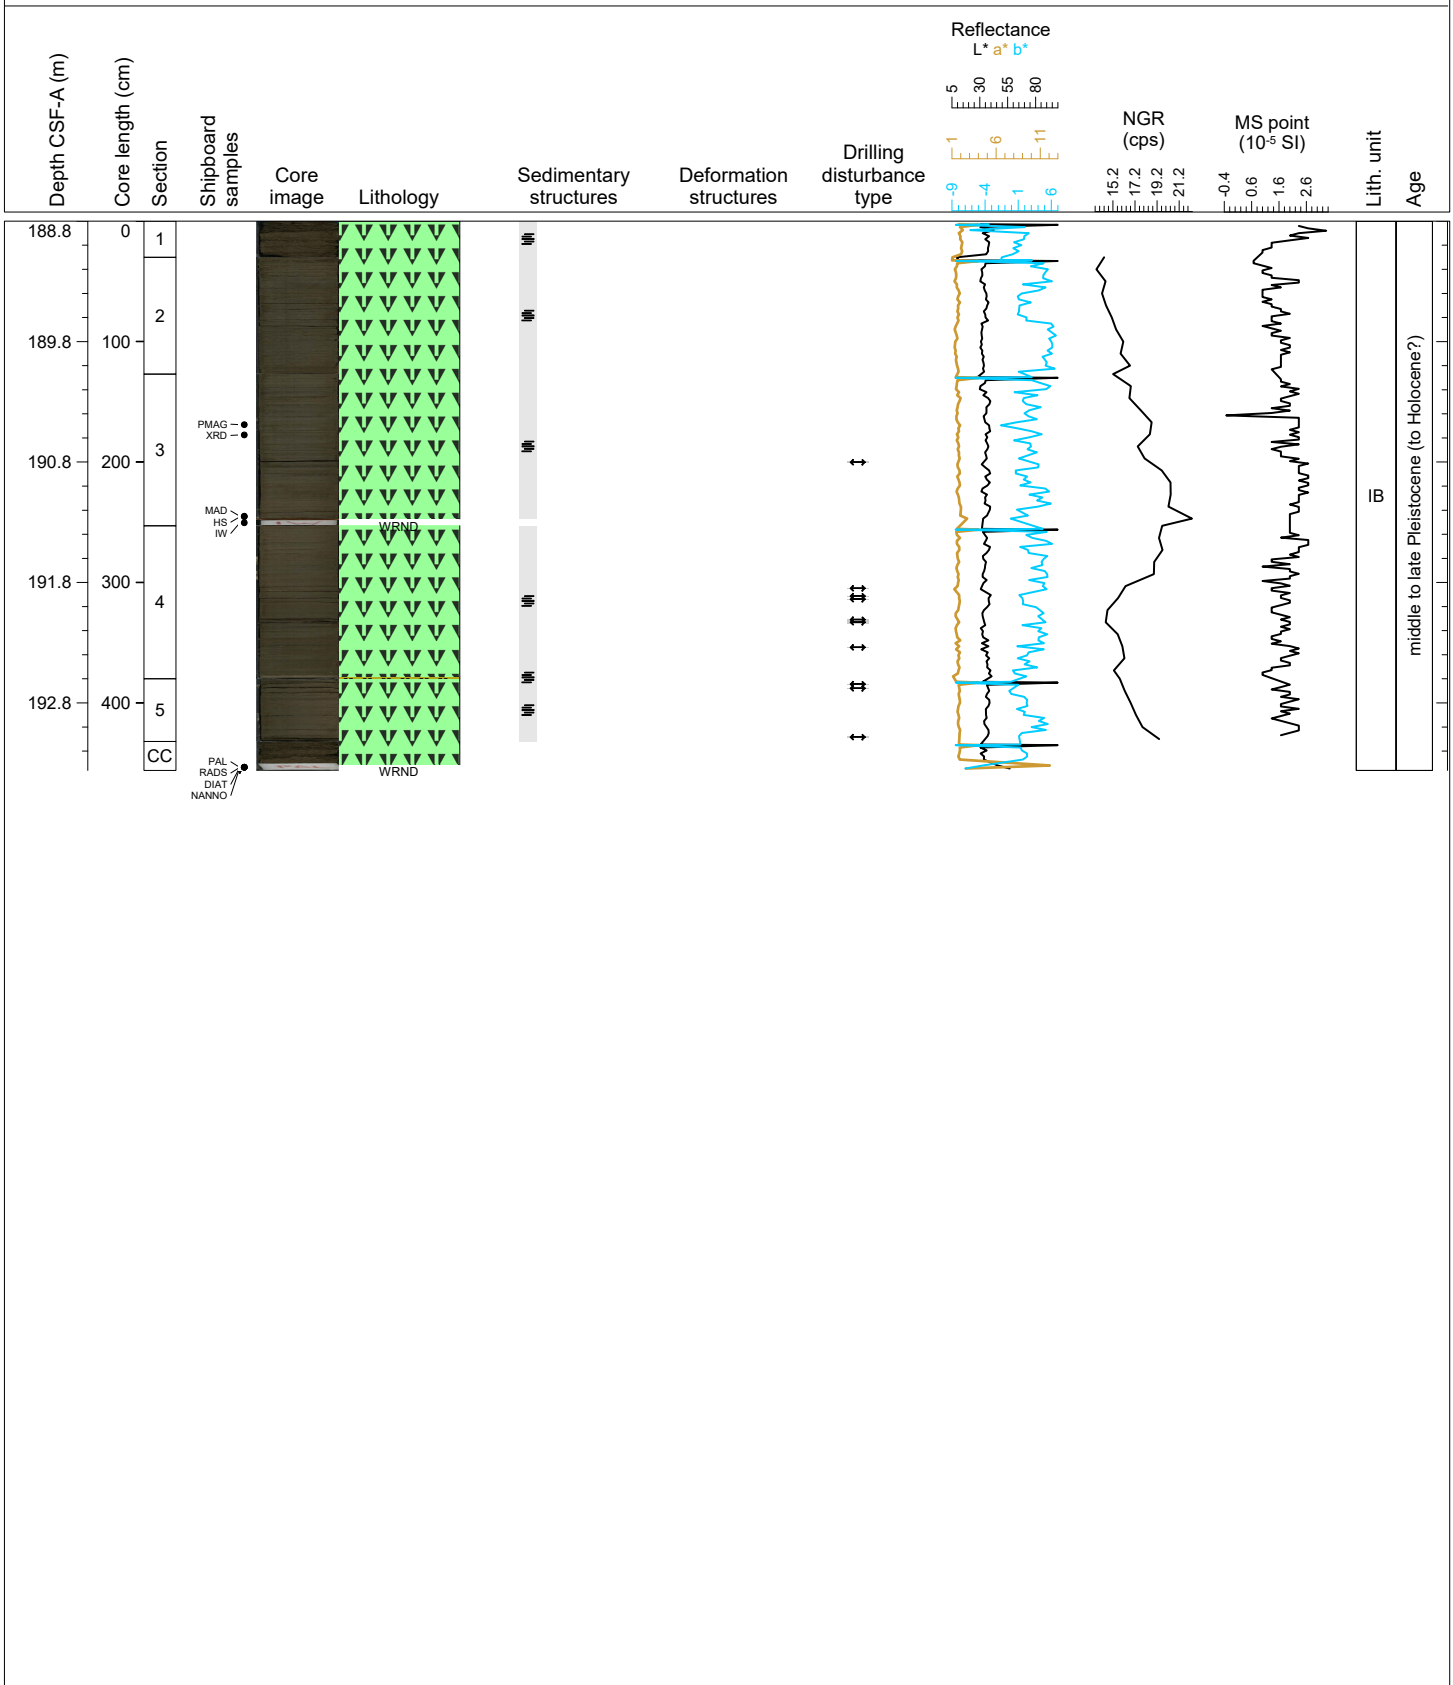 Depth CSF-A (m)
Core length (cm)
Section
Shipboard
samples
Core
image
Lithology
Sedimentary
structures
Deformation
structures
Drilling
disturbance
type
Reflectance
L* a* b*
5 30 55 80
1 6 11
-9 -4 1 6
NGR
(cps)
15.2 17.2 19.2 21.2
MS point
(10-5 SI)
-0.4 0.6 1.6 2.6
Lith. unit
Age
188.8
189.8
190.8
191.8
192.8
0
100
200
300
400
1
2
3
4
5
CC
PMAG
XRD
MAD
HS
IW
PAL
RADS
DIAT
NANNO
WRND
WRND
IB
middle to late Pleistocene (to Holocene?)